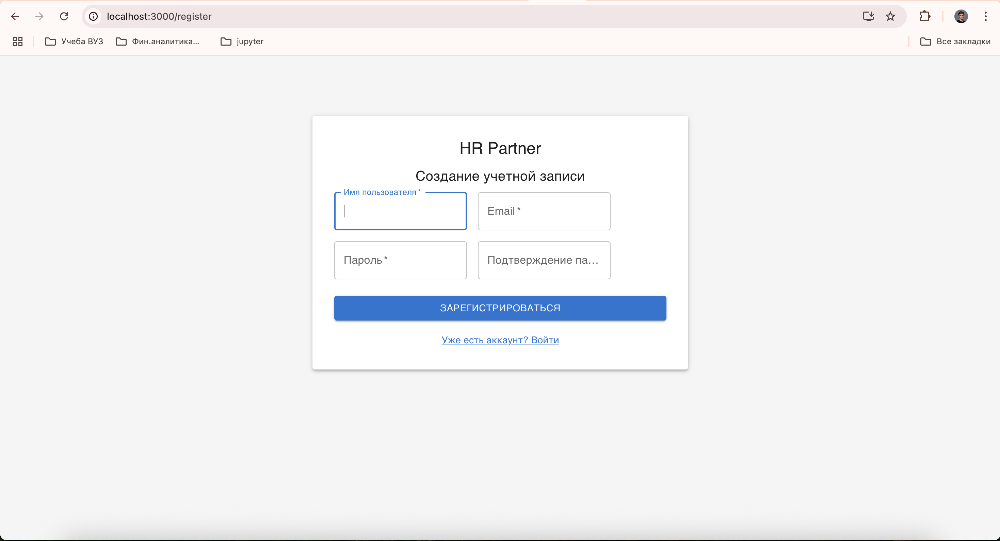 localhost:3000/register
Учеба ВУЗ
Фин.аналитика...
jupyter
Все закладки
HR Partner
Создание учетной записи
Имя пользователя *
Email *
Пароль *
Подтверждение па...
ЗАРЕГИСТРИРОВАТЬСЯ
Уже есть аккаунт? Войти